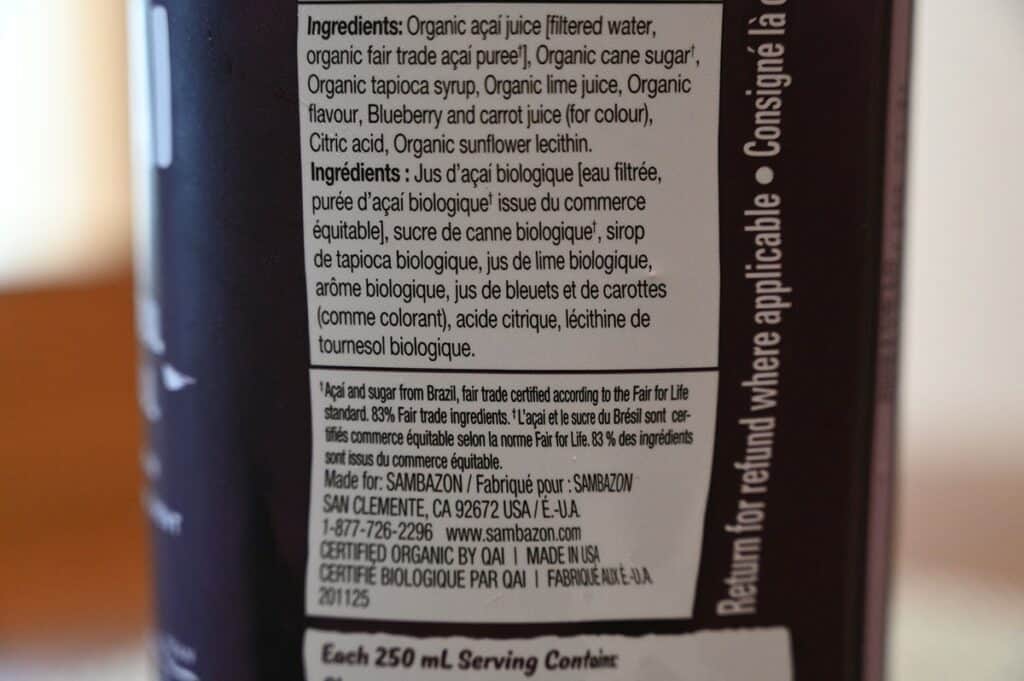 Ingredients: Organic açaí juice [filtered water,
organic fair trade açaí puree†], Organic cane sugar†,
Organic tapioca syrup, Organic lime juice, Organic
flavour, Blueberry and carrot juice (for colour),
Citric acid, Organic sunflower lecithin.
Ingrédients : Jus d'açaí biologique [eau filtrée,
purée d'açaí biologique† issue du commerce
équitable], sucre de canne biologique†, sirop
de tapioca biologique, jus de lime biologique,
arôme biologique, jus de bleuets et de carottes
(comme colorant), acide citrique, lécithine de
tournesol biologique.
†Açaí and sugar from Brazil, fair trade certified according to the Fair for Life
standard. 83% Fair trade ingredients. †L'açai et le sucre du Brésil sont cer-
tifiés commerce équitable selon la norme Fair for Life. 83 % des ingrédients
sont issus du commerce équitable.
Made for: SAMBAZON / Fabriqué pour : SAMBAZON
SAN CLEMENTE, CA 92672 USA / É.-U.A.
1-877-726-2296 www.sambazon.com
CERTIFIED ORGANIC BY QAI | MADE IN USA
CERTIFIÉ BIOLOGIQUE PAR QAI | FABRIQUÉ AUX É.-U.A.
201125
Each 250 mL Serving Contains:
Return for refund where applicable • Consigné là